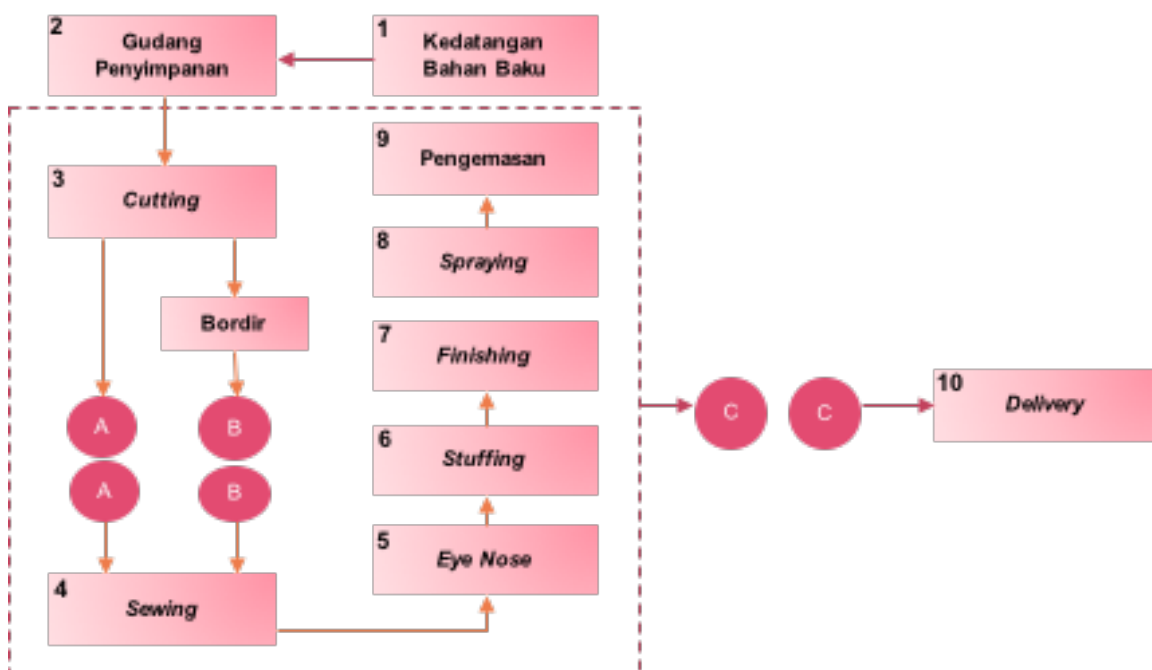 1
Kedatangan
Bahan Baku
2
Gudang
Penyimpanan
3
Cutting
Bordir
A
B
A
B
4
Sewing
5
Eye Nose
6
Stuffing
7
Finishing
8
Spraying
9
Pengemasan
C
C
10
Delivery